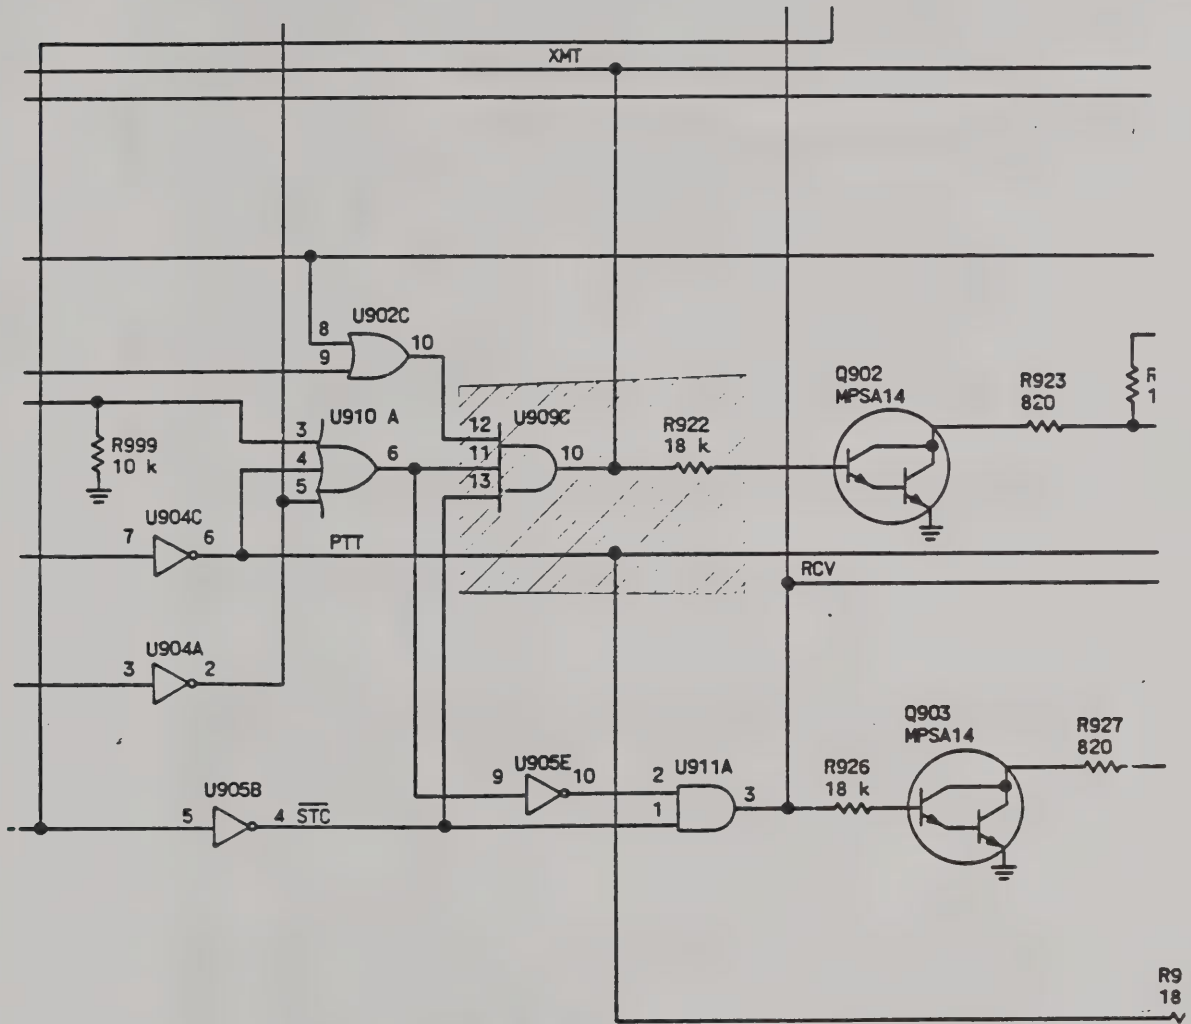 XMT
U902C
8
9
10
U910 A
3
4
5
6
R999
10 k
U909C
12
11
13
10
R922
18 k
Q902
MPSA14
R923
820
R
1
U904C
7
6
PTT
RCV
U904A
3
2
U905B
5
4
STC
U905E
9
10
U911A
2
1
3
R926
18 k
Q903
MPSA14
R927
820
R9
18